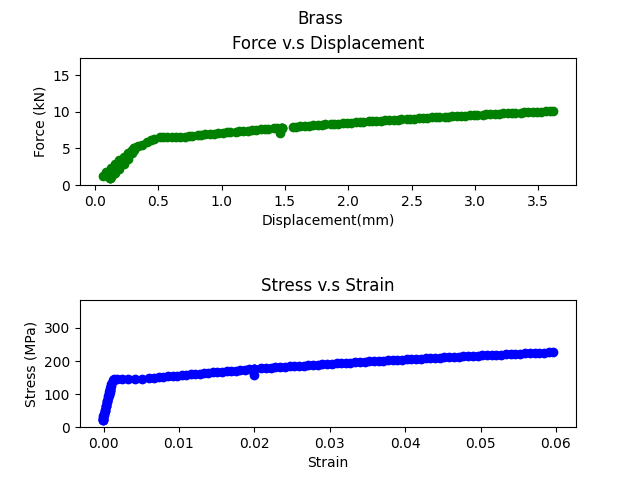 Brass
Force v.s Displacement
15
10
5
0
Force (kN)
0.0 0.5 1.0 1.5 2.0 2.5 3.0 3.5
Displacement(mm)
Stress v.s Strain
300
200
100
0
Stress (MPa)
0.00 0.01 0.02 0.03 0.04 0.05 0.06
Strain